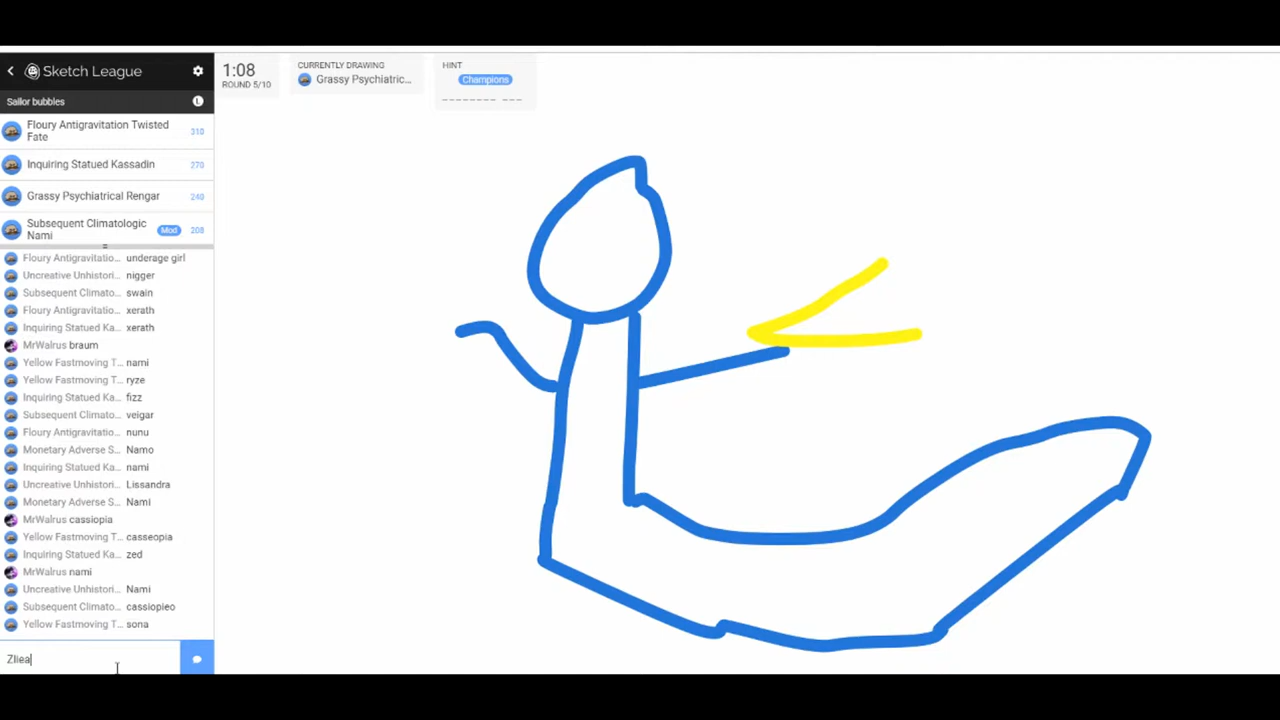 Sketch League
Sailor bubbles
L
Floury Antigravitation Twisted
Fate
310
Inquiring Statued Kassadin
270
Grassy Psychiatrical Rengar
240
Subsequent Climatologic
Nami
Mod
208
Floury Antigravitatio... underage girl
Uncreative Unhistori... nigger
Subsequent Climato... swain
Floury Antigravitatio... xerath
Inquiring Statued Ka... xerath
MrWalrus braum
Yellow Fastmoving T... nami
Yellow Fastmoving T... ryze
Inquiring Statued Ka... fizz
Subsequent Climato... veigar
Floury Antigravitatio... nunu
Monetary Adverse S... Namo
Inquiring Statued Ka... nami
Uncreative Unhistori... Lissandra
Monetary Adverse S... Nami
MrWalrus cassiopia
Yellow Fastmoving T... casseopia
Inquiring Statued Ka... zed
MrWalrus nami
Uncreative Unhistori... Nami
Subsequent Climato... cassiopieo
Yellow Fastmoving T... sona
Zliea
1:08
ROUND 5/10
CURRENTLY DRAWING
Grassy Psychiatric...
HINT
Champions
________ ___